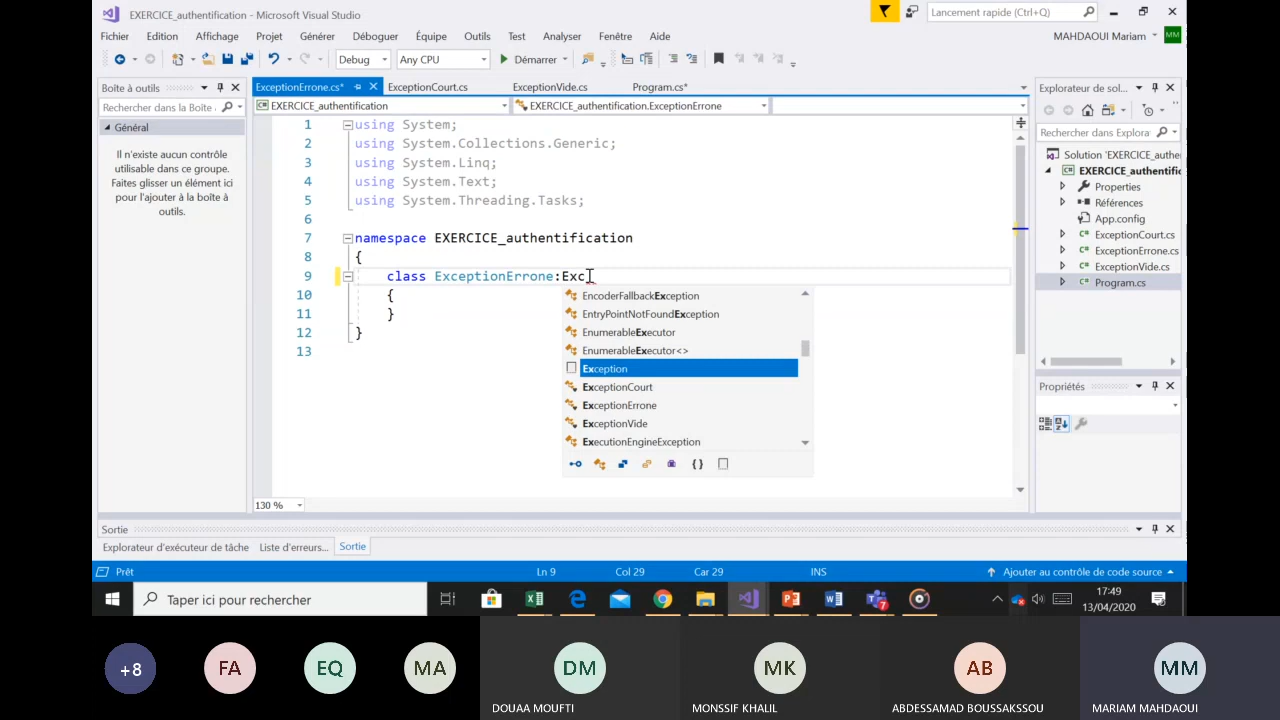 EXERCICE_authentification - Microsoft Visual Studio
Lancement rapide (Ctrl+Q)
Fichier Edition Affichage Projet Générer Déboguer Équipe Outils Test Analyser Fenêtre Aide
MAHDAOUI Mariam MM
Debug Any CPU Démarrer
Boîte à outils
ExceptionErrone.cs* ExceptionCourt.cs ExceptionVide.cs Program.cs*
Explorateur de sol...
Rechercher dans la Boîte
EXERCICE_authentification EXERCICE_authentification.ExceptionErrone
Général
Il n'existe aucun contrôle
utilisable dans ce groupe.
Faites glisser un élément ici
pour l'ajouter à la boîte à
outils.
1 using System;
2 using System.Collections.Generic;
3 using System.Linq;
4 using System.Text;
5 using System.Threading.Tasks;
6
7 namespace EXERCICE_authentification
8 {
9 class ExceptionErrone:Exc
10 {
11 }
12 }
13
EncoderFallbackException
EntryPointNotFoundException
EnumerableExecutor
EnumerableExecutor<>
Exception
ExceptionCourt
ExceptionErrone
ExceptionVide
ExecutionEngineException
130 %
Rechercher dans Explora
Solution 'EXERCICE_authe
EXERCICE_authentific
Properties
Références
App.config
ExceptionCourt.cs
ExceptionErrone.cs
ExceptionVide.cs
Program.cs
Propriétés
Sortie
Explorateur d'exécuteur de tâche Liste d'erreurs... Sortie
Prêt Ln 9 Col 29 Car 29 INS Ajouter au contrôle de code source
Taper ici pour rechercher
7
17:49
13/04/2020
+8 FA EQ MA DM MK AB MM
DOUAA MOUFTI MONSSIF KHALIL ABDESSAMAD BOUSSAKSSOU MARIAM MAHDAOUI